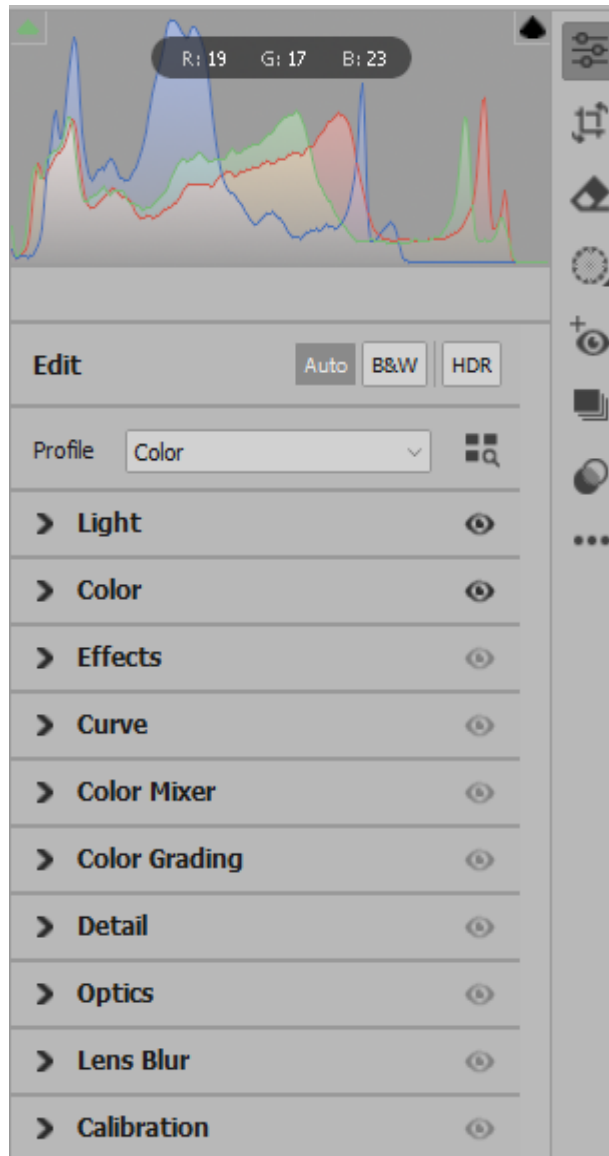 R: 19 G: 17 B: 23
Edit Auto B&W HDR
Profile Color
Light
Color
Effects
Curve
Color Mixer
Color Grading
Detail
Optics
Lens Blur
Calibration